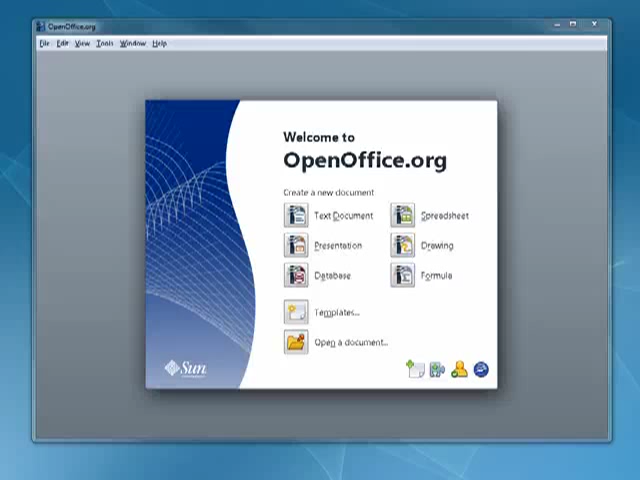 OpenOffice.org
File Edit View Tools Window Help
Welcome to
OpenOffice.org
Create a new document
Text Document Spreadsheet
Presentation Drawing
Database Formula
Templates...
Open a document...
Sun